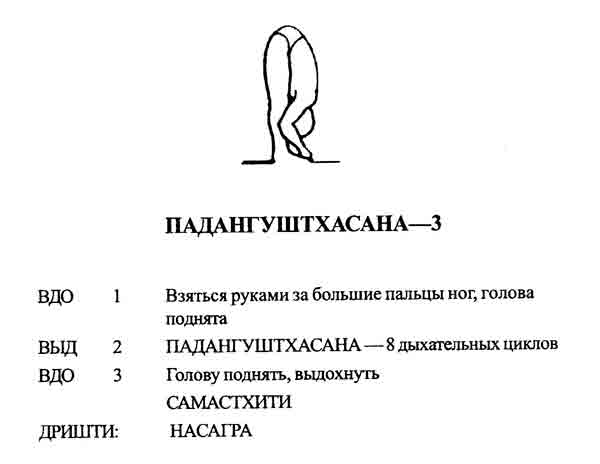 ПАДАНГУШТХАСАНА—3
ВДО 1 Взяться руками за большие пальцы ног, голова
поднята
ВЫД 2 ПАДАНГУШТХАСАНА — 8 дыхательных циклов
ВДО 3 Голову поднять, выдохнуть
САМАСТХИТИ
ДРИШТИ: НАСАГРА